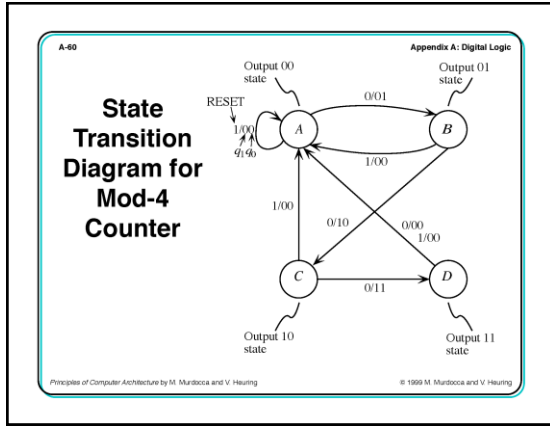 A-60
Appendix A: Digital Logic
State
Transition
Diagram for
Mod-4
Counter
Output 00
state
Output 01
state
RESET
1/00
q1 q0
A
0/01
B
1/00
1/00
0/10
0/00
1/00
C
0/11
D
Output 10
state
Output 11
state
Principles of Computer Architecture by M. Murdocca and V. Heuring
© 1999 M. Murdocca and V. Heuring